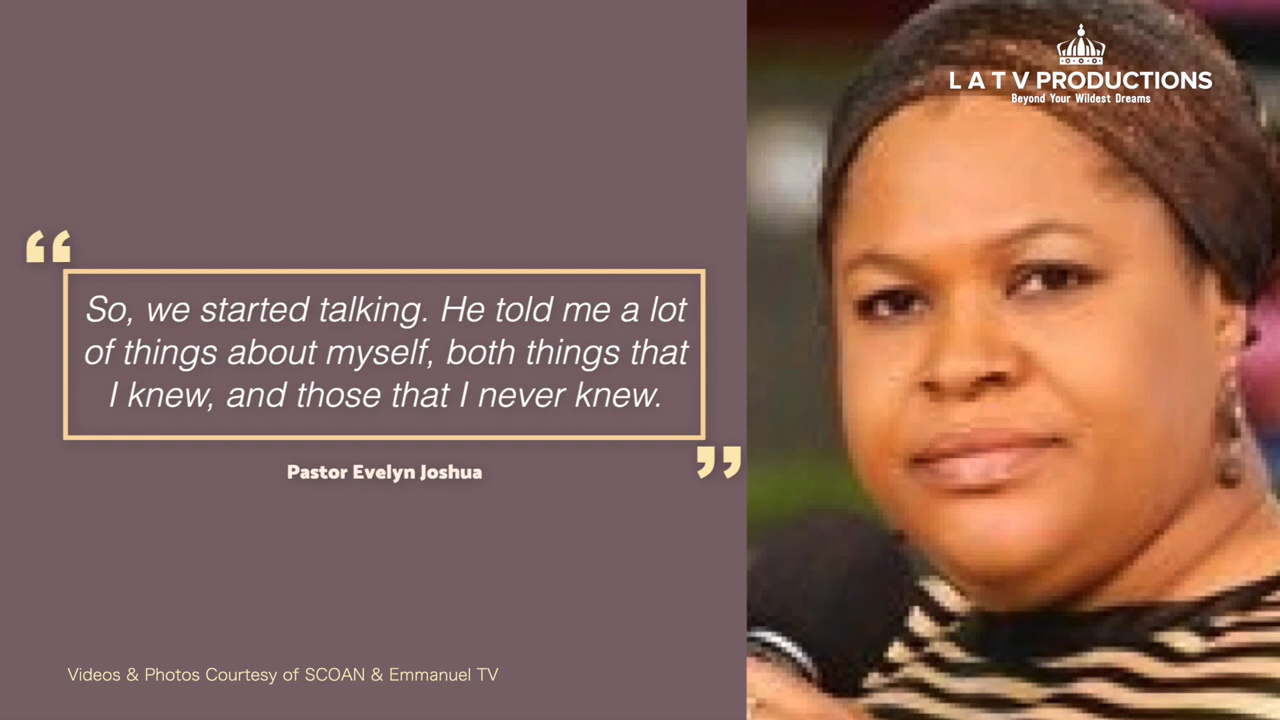 L A T V PRODUCTIONS
Beyond Your Wildest Dreams
“
So, we started talking. He told me a lot
of things about myself, both things that
I knew, and those that I never knew.
”
Pastor Evelyn Joshua
Videos & Photos Courtesy of SCOAN & Emmanuel TV